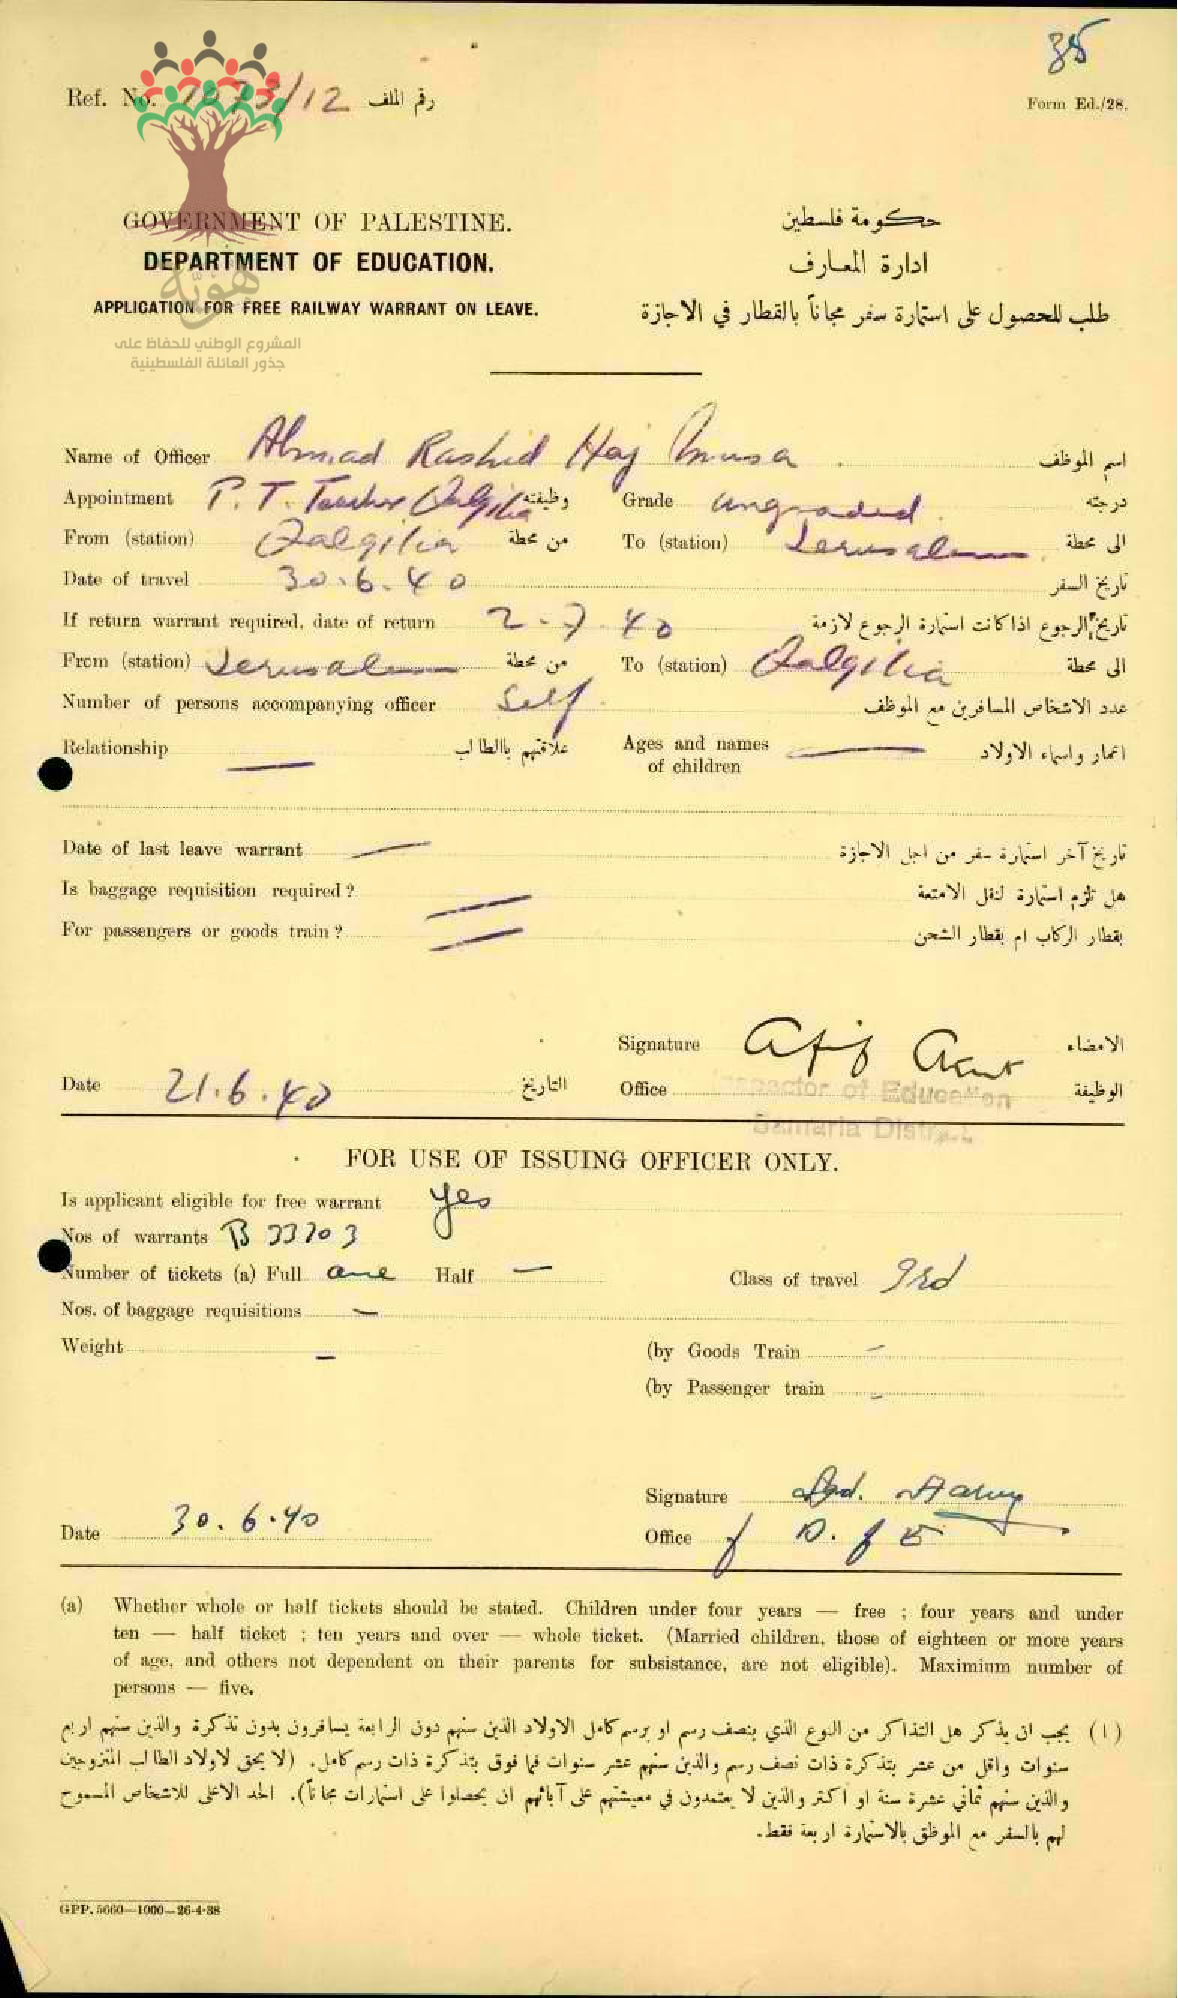 35
Ref. No. 1073/12 رقم الملف
Form Ed./28.
GOVERNMENT OF PALESTINE. حكومة فلسطين
DEPARTMENT OF EDUCATION. ادارة المعارف
APPLICATION FOR FREE RAILWAY WARRANT ON LEAVE. طلب للحصول على استمارة سفر مجاناً بالقطار في الاجازة
هوية
المشروع الوطني للحفاظ على
جذور العائلة الفلسطينية
Name of Officer Ahmad Rashid Haj Musa اسم الموظف
Appointment P. T. Teacher Qalqilia وظيفته Grade ungraded درجته
From (station) Qalqilia من محطة To (station) Jerusalem الى محطة
Date of travel 30.6.40 تاريخ السفر
If return warrant required, date of return 2-7.40 تاريخ الرجوع اذا كانت استمارة الرجوع لازمة
From (station) Jerusalem من محطة To (station) Qalqilia الى محطة
Number of persons accompanying officer Self عدد الاشخاص المسافرين مع الموظف
Relationship — علاقتهم باالطالب Ages and names of children — اعمار واسماء الاولاد
Date of last leave warrant — تاريخ آخر استمارة سفر من اجل الاجازة
Is baggage requisition required? — هل تلزم استمارة لنقل الامتعة
For passengers or goods train? — بقطار الركاب ام بقطار الشحن
Signature Afif الامضاء
Date 21.6.40 التاريخ Office Inspector of Education الوظيفة
Samaria District
FOR USE OF ISSUING OFFICER ONLY.
Is applicant eligible for free warrant yes
Nos of warrants B 33703
Number of tickets (a) Full one Half — Class of travel 3rd
Nos. of baggage requisitions —
Weight — (by Goods Train —
(by Passenger train —
Signature
Date 30.6.40 Office f D. of E
(a) Whether whole or half tickets should be stated. Children under four years — free ; four years and under
ten — half ticket ; ten years and over — whole ticket. (Married children, those of eighteen or more years
of age, and others not dependent on their parents for subsistance, are not eligible). Maximium number of
persons — five.
(١) يجب ان يذكر هل التذاكر من النوع الذي بنصف رسم او برسم كامل الاولاد الذين سنهم دون الرابعة يسافرون بدون تذكرة والذين سنهم اربع
سنوات واقل من عشر بتذكرة ذات نصف رسم والذين سنهم عشر سنوات فما فوق بتذكرة ذات رسم كامل. (لا يحق لاولاد الطالب المتزوجين
والذين سنهم ثماني عشرة سنة او اكثر والذين لا يعتمدون في معيشتهم على آبائهم ان يحصلوا على استمارات مجاناً). الحد الاعلى للاشخاص المسموح
لهم بالسفر مع الموظق بالاستمارة اربعة فقط.
GPP. 5660—1000—26-4-38